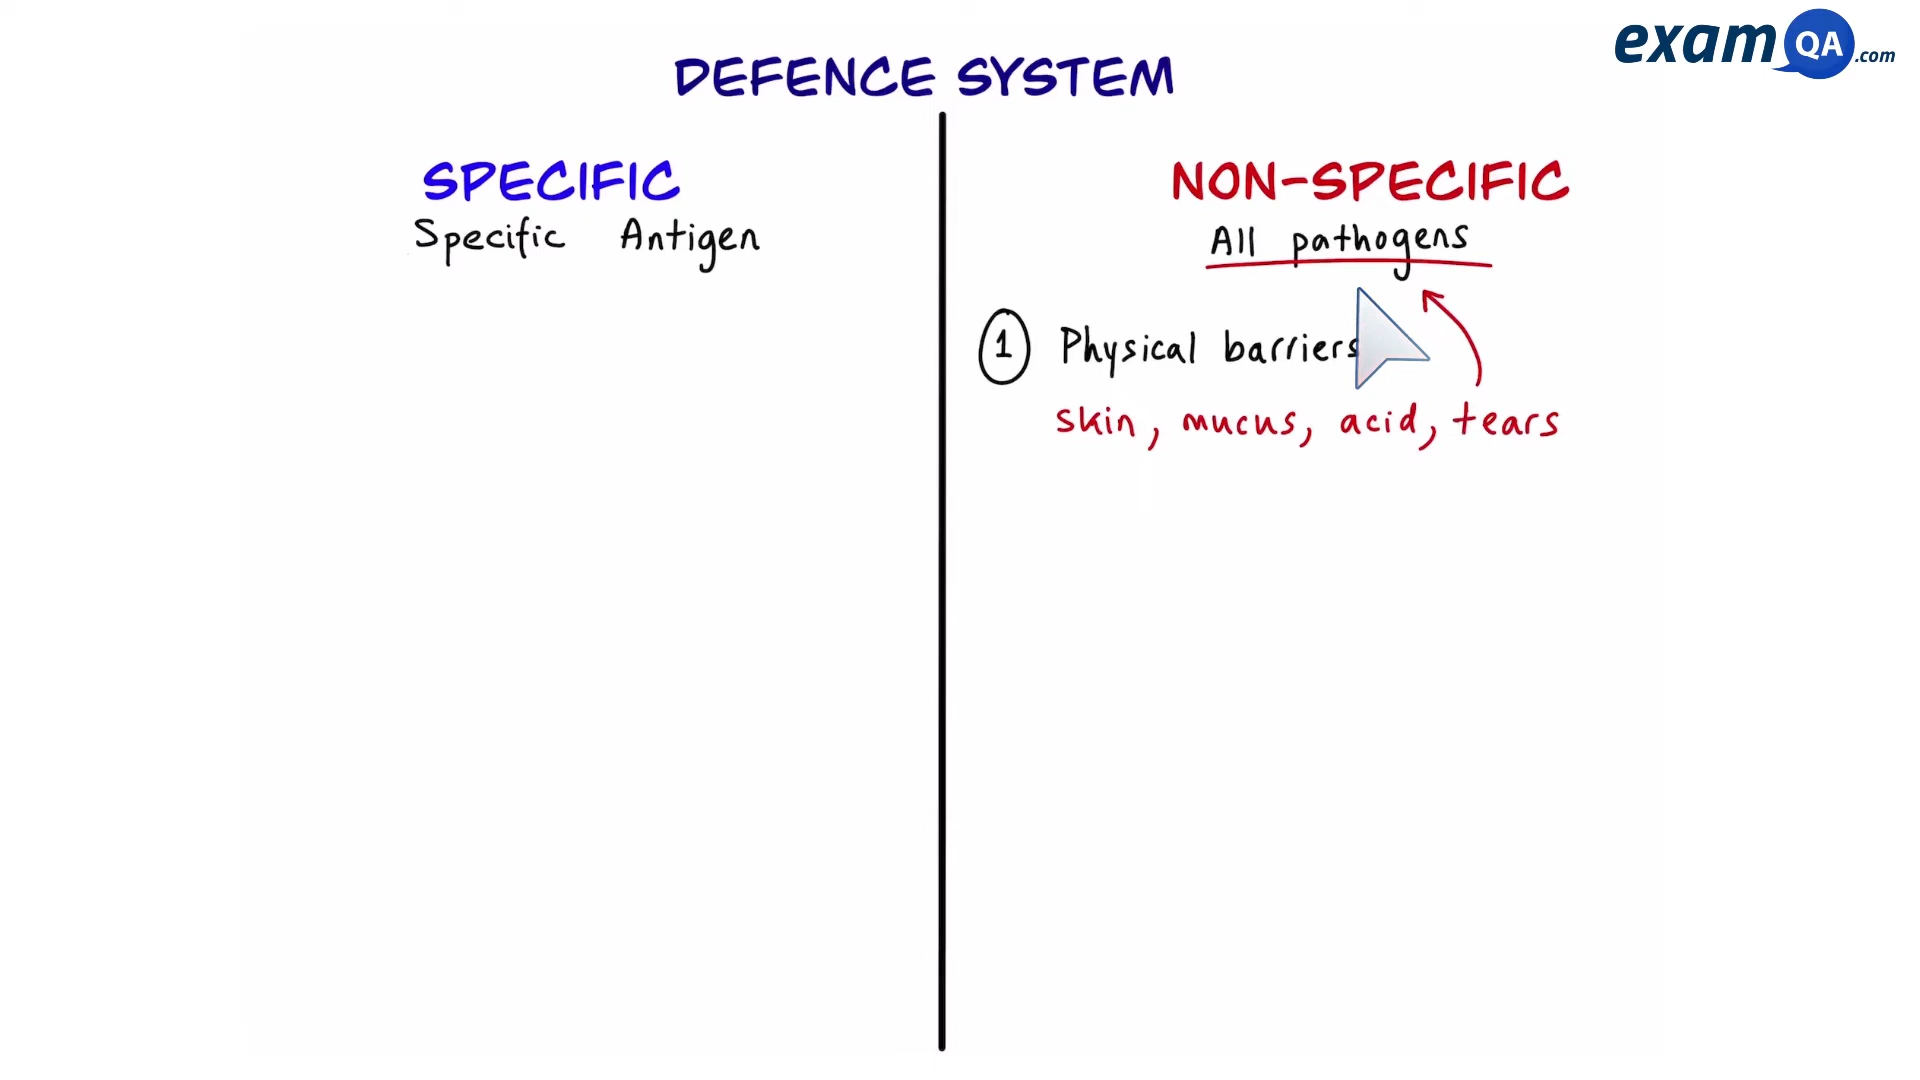 examQA.com
DEFENCE SYSTEM
SPECIFIC
Specific Antigen
NON-SPECIFIC
All pathogens
1 Physical barriers
skin, mucus, acid, tears